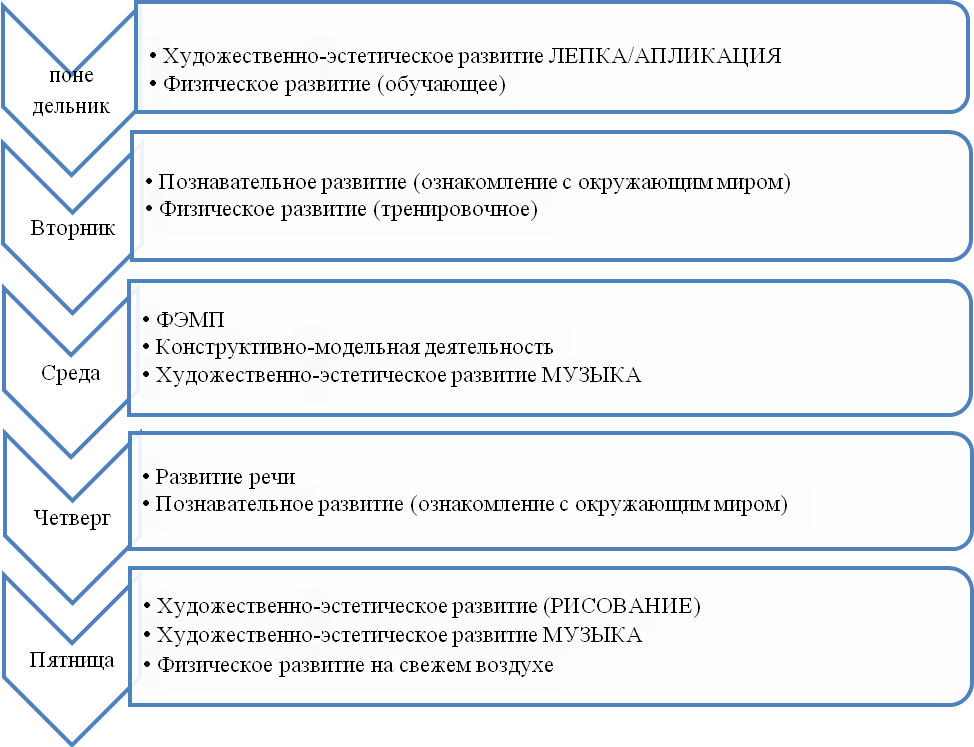 поне
дельник
• Художественно-эстетическое развитие ЛЕПКА/АПЛИКАЦИЯ
• Физическое развитие (обучающее)
Вторник
• Познавательное развитие (ознакомление с окружающим миром)
• Физическое развитие (тренировочное)
Среда
• ФЭМП
• Конструктивно-модельная деятельность
• Художественно-эстетическое развитие МУЗЫКА
Четверг
• Развитие речи
• Познавательное развитие (ознакомление с окружающим миром)
Пятница
• Художественно-эстетическое развитие (РИСОВАНИЕ)
• Художественно-эстетическое развитие МУЗЫКА
• Физическое развитие на свежем воздухе